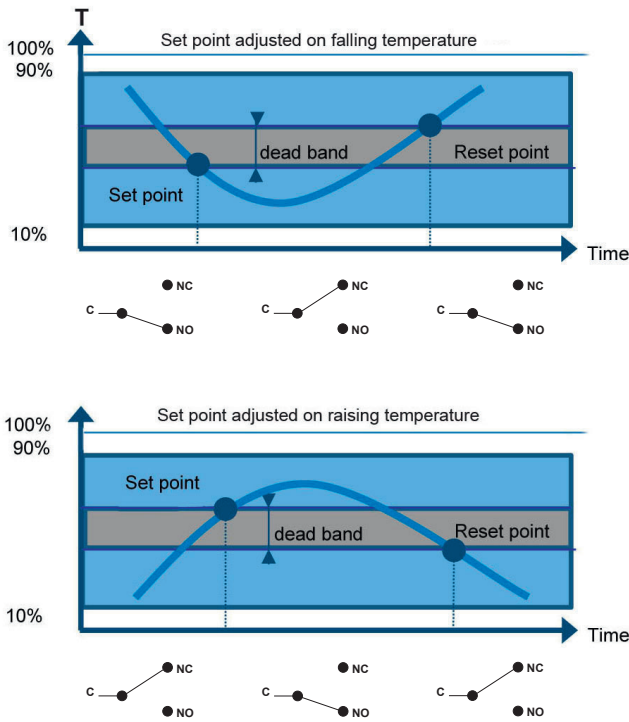 T
Set point adjusted on falling temperature
100%
90%
dead band
Reset point
Set point
10%
Time
NC
NC
NC
C
C
C
NO
NO
NO
Set point adjusted on raising temperature
100%
90%
Set point
dead band
Reset point
10%
Time
NC
NC
NC
C
C
C
NO
NO
NO